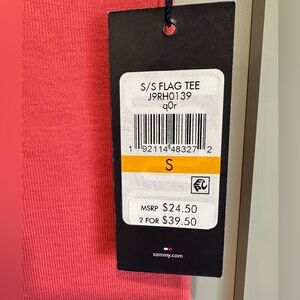 S/S FLAG TEE
J9RH0139
q0r
1 92114 48327 2
S
MSRP $24.50
2 FOR $39.50
tommy.com